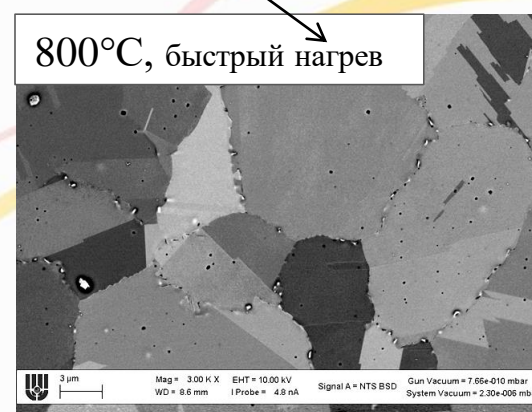 800°C, быстрый нагрев
3 µm
Mag = 3.00 K X
EHT = 10.00 kV
Signal A = NTS BSD
Gun Vacuum = 7.66e-010 mbar
WD = 8.6 mm
I Probe = 4.8 nA
System Vacuum = 2.30e-006 mb